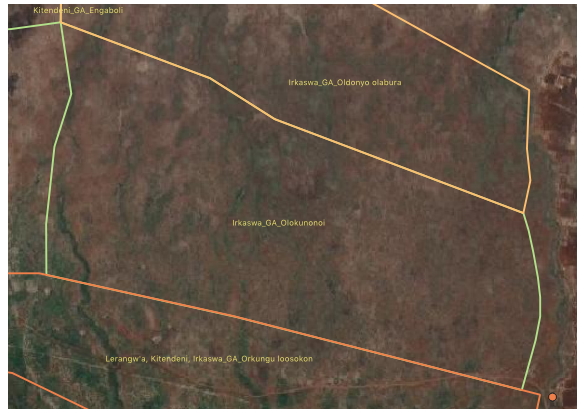 Kitendeni_GA_Engaboli
Irkaswa_GA_Oldonyo olabura
Irkaswa_GA_Olokunonoi
Lerangw'a, Kitendeni, Irkaswa_GA_Orkungu loosokon